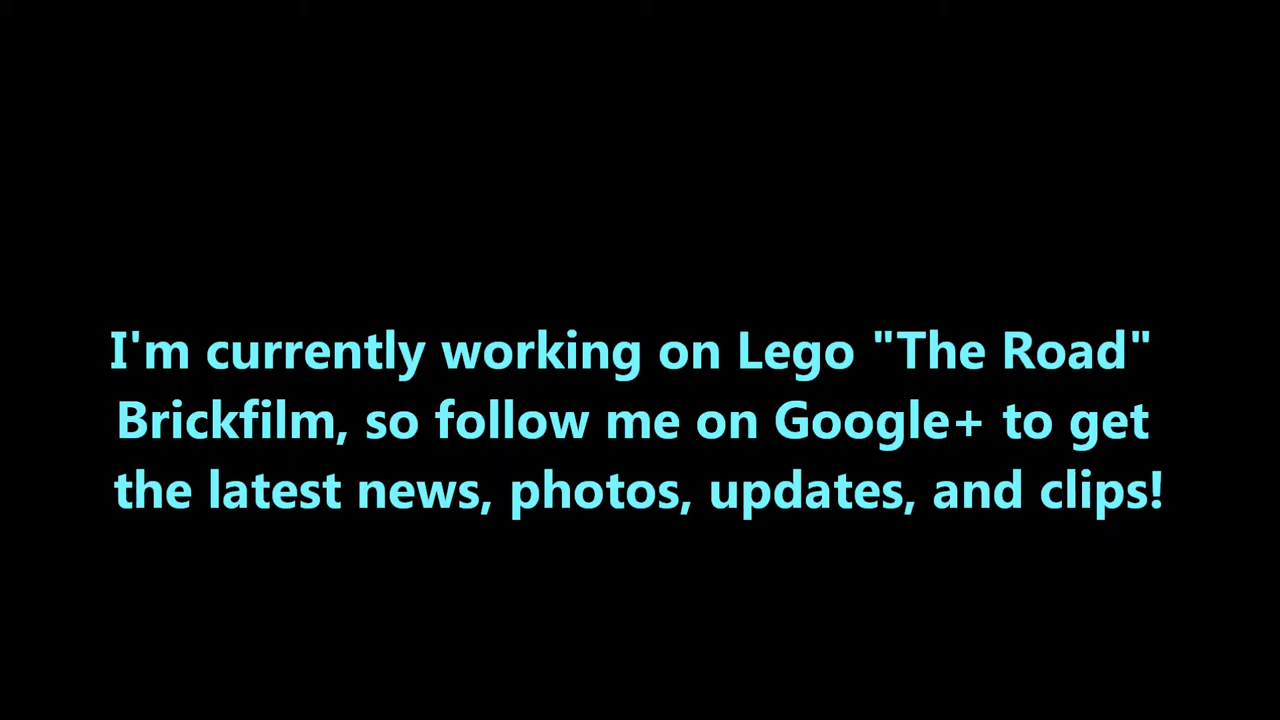 I'm currently working on Lego "The Road"
Brickfilm, so follow me on Google+ to get
the latest news, photos, updates, and clips!